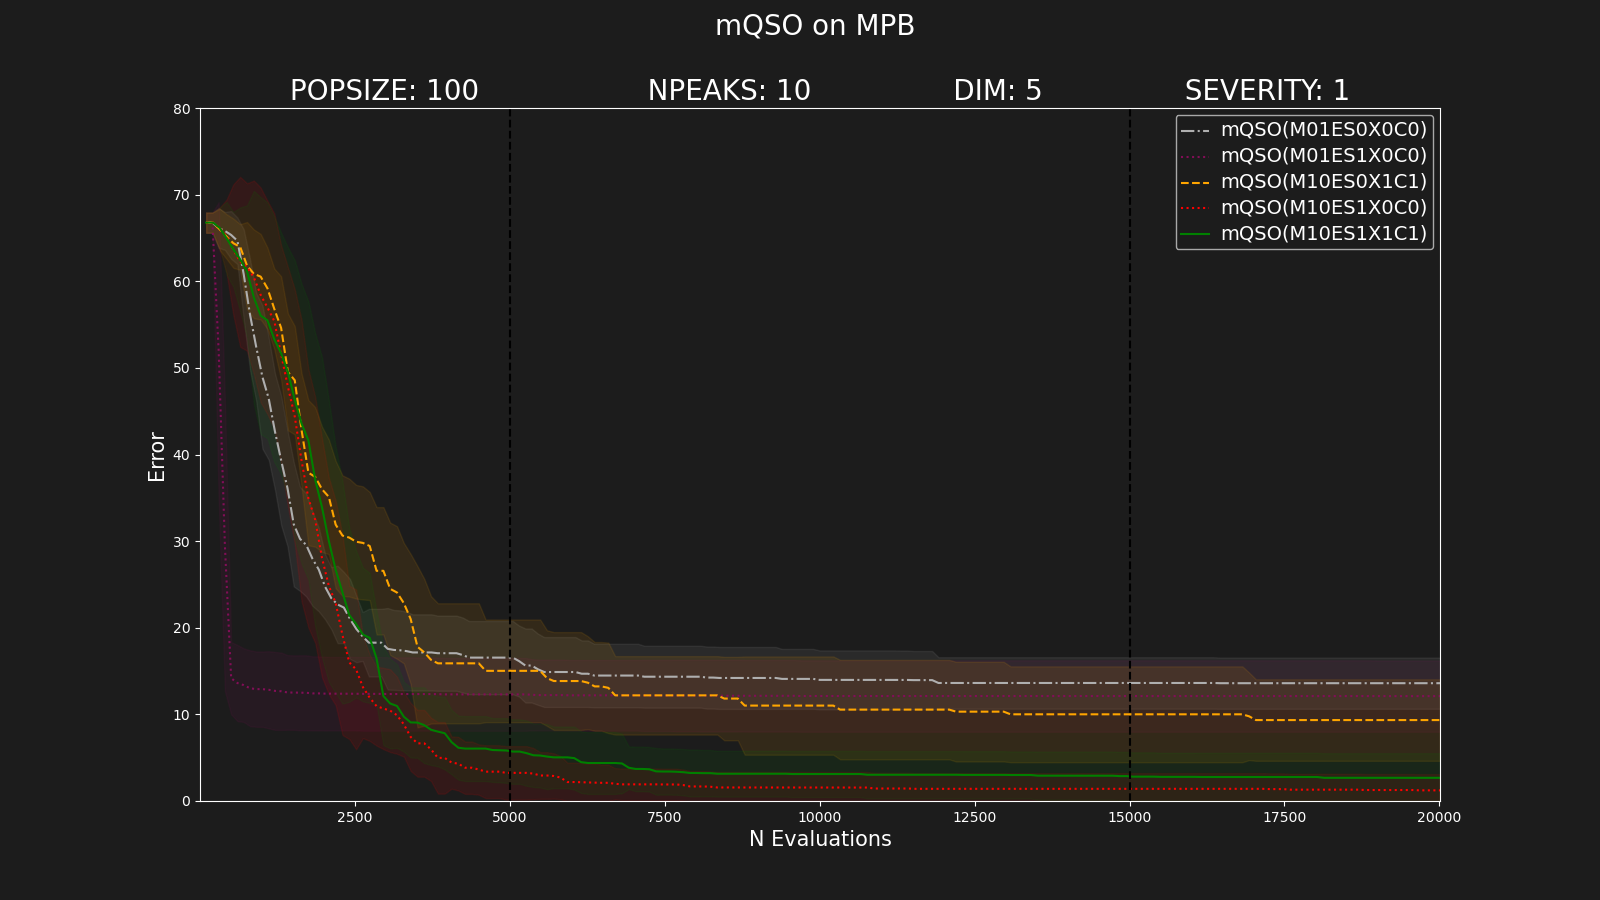 mQSO on MPB
POPSIZE: 100 NPEAKS: 10 DIM: 5 SEVERITY: 1
mQSO(M01ES0X0C0)
mQSO(M01ES1X0C0)
mQSO(M10ES0X1C1)
mQSO(M10ES1X0C0)
mQSO(M10ES1X1C1)
80
70
60
50
40
30
20
10
0
Error
2500 5000 7500 10000 12500 15000 17500 20000
N Evaluations